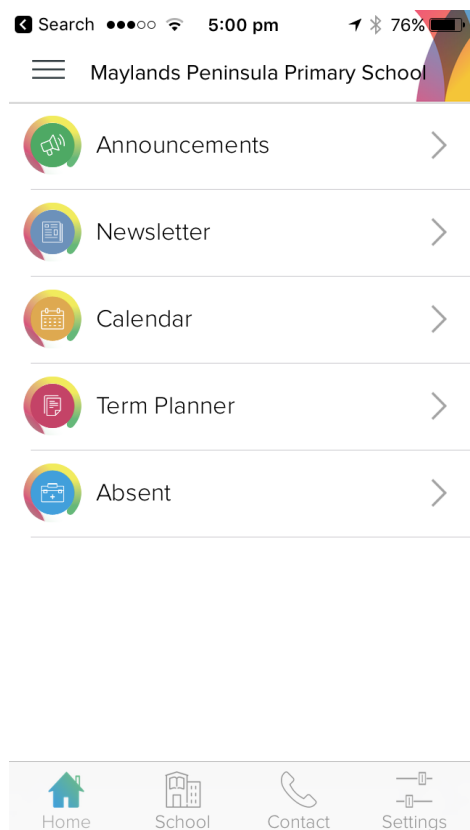 Search 5:00 pm 76%
Maylands Peninsula Primary School
Announcements
Newsletter
Calendar
Term Planner
Absent
Home School Contact Settings